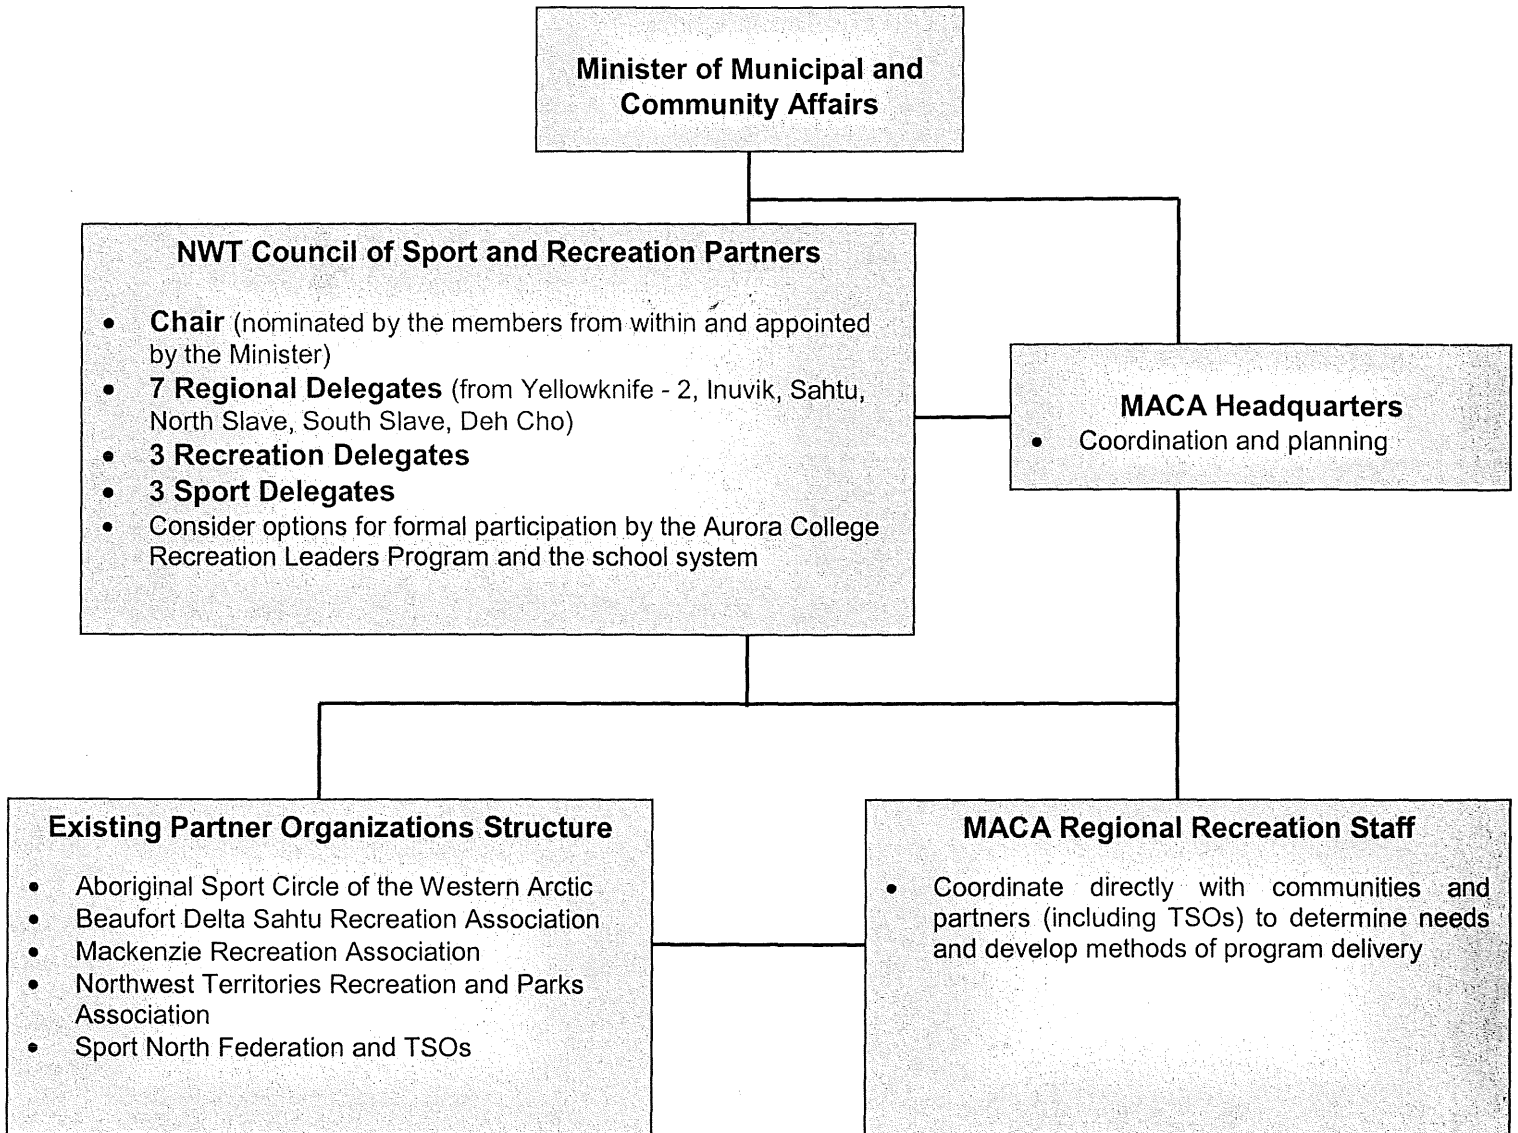 Minister of Municipal and
Community Affairs
NWT Council of Sport and Recreation Partners
• Chair (nominated by the members from within and appointed
by the Minister)
• 7 Regional Delegates (from Yellowknife - 2, Inuvik, Sahtu,
North Slave, South Slave, Deh Cho)
• 3 Recreation Delegates
• 3 Sport Delegates
• Consider options for formal participation by the Aurora College
Recreation Leaders Program and the school system
MACA Headquarters
• Coordination and planning
Existing Partner Organizations Structure
• Aboriginal Sport Circle of the Western Arctic
• Beaufort Delta Sahtu Recreation Association
• Mackenzie Recreation Association
• Northwest Territories Recreation and Parks
Association
• Sport North Federation and TSOs
MACA Regional Recreation Staff
• Coordinate directly with communities and
partners (including TSOs) to determine needs
and develop methods of program delivery